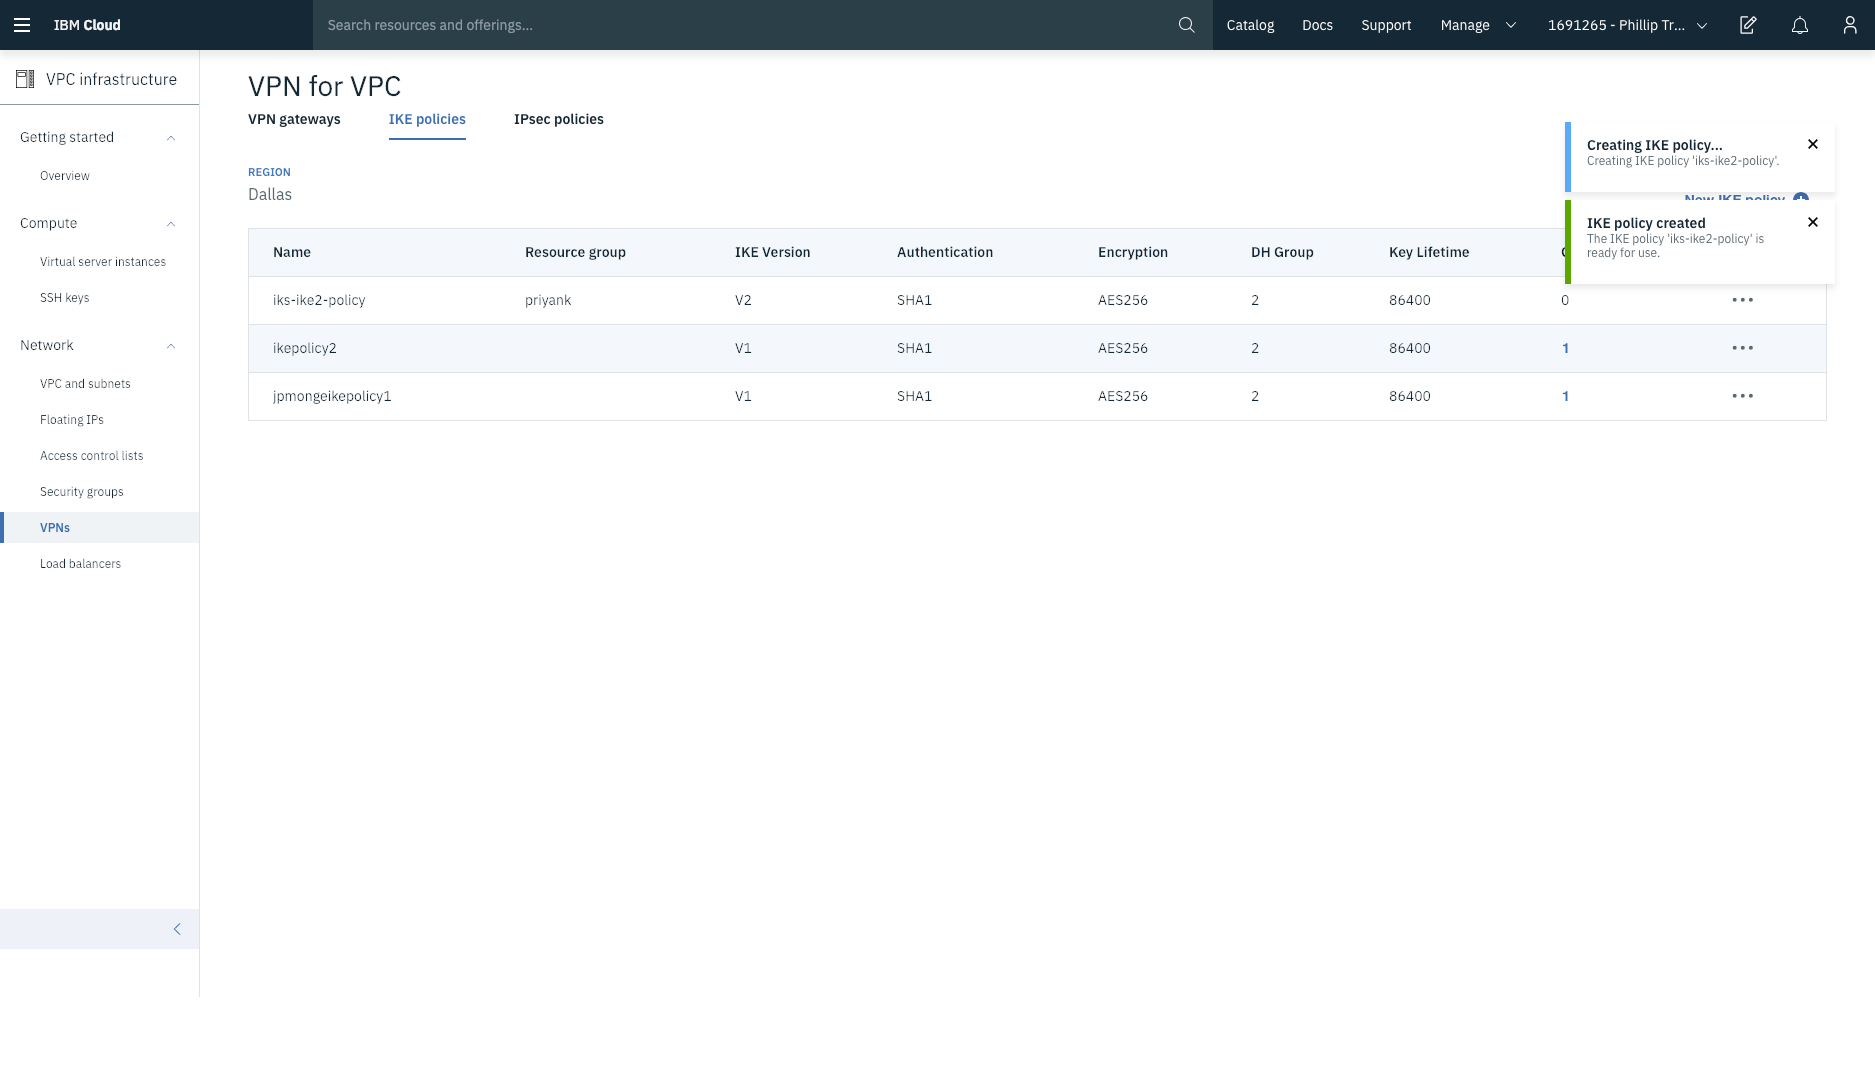 IBM Cloud
Search resources and offerings...
Catalog
Docs
Support
Manage
1691265 - Phillip Tr...
VPC infrastructure
Getting started
Overview
Compute
Virtual server instances
SSH keys
Network
VPC and subnets
Floating IPs
Access control lists
Security groups
VPNs
Load balancers
VPN for VPC
VPN gateways
IKE policies
IPsec policies
REGION
Dallas
Creating IKE policy...
Creating IKE policy 'iks-ike2-policy'.
New IKE policy
IKE policy created
The IKE policy 'iks-ike2-policy' is
ready for use.
Name Resource group IKE Version Authentication Encryption DH Group Key Lifetime
iks-ike2-policy priyank V2 SHA1 AES256 2 86400 0
ikepolicy2 V1 SHA1 AES256 2 86400 1
jpmongeikepolicy1 V1 SHA1 AES256 2 86400 1